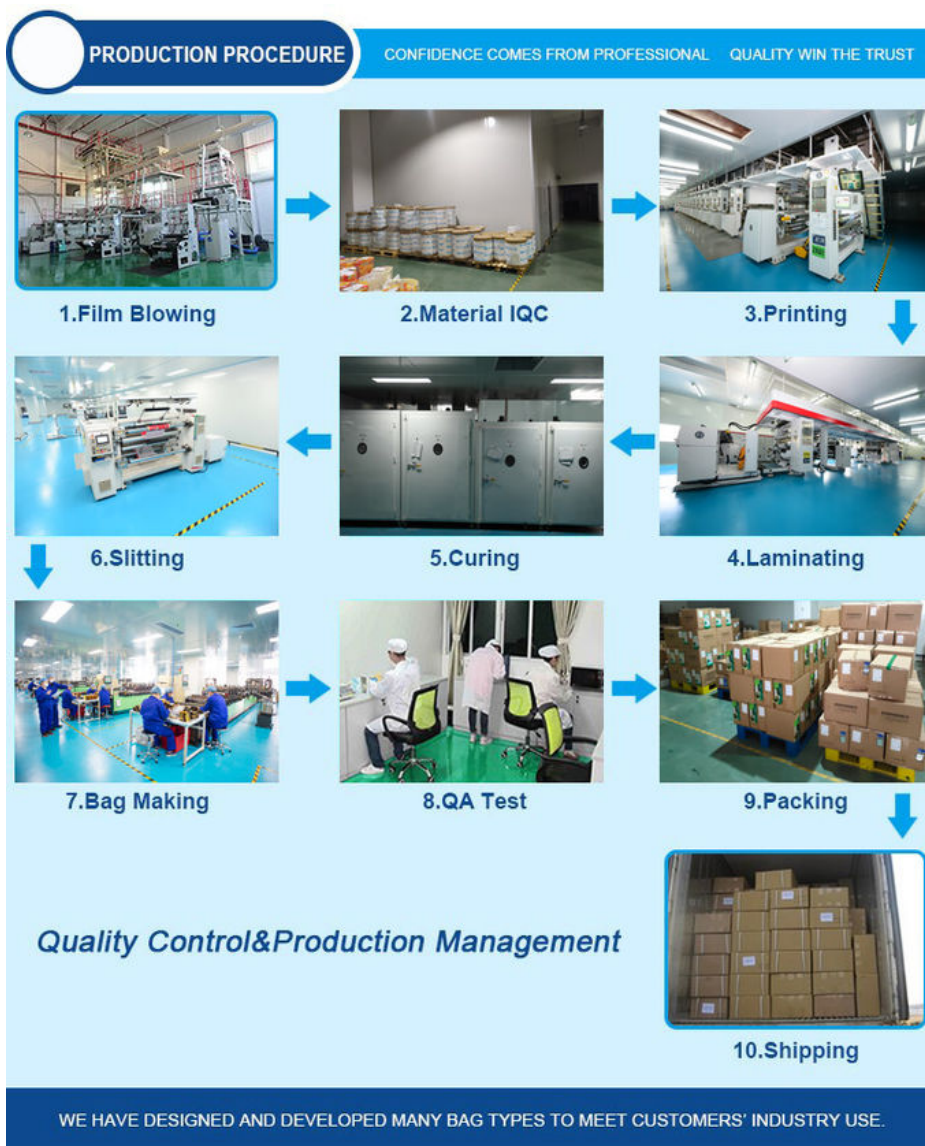 PRODUCTION PROCEDURE
CONFIDENCE COMES FROM PROFESSIONAL QUALITY WIN THE TRUST
1.Film Blowing
2.Material IQC
3.Printing
6.Slitting
5.Curing
4.Laminating
7.Bag Making
8.QA Test
9.Packing
Quality Control&Production Management
10.Shipping
WE HAVE DESIGNED AND DEVELOPED MANY BAG TYPES TO MEET CUSTOMERS' INDUSTRY USE.